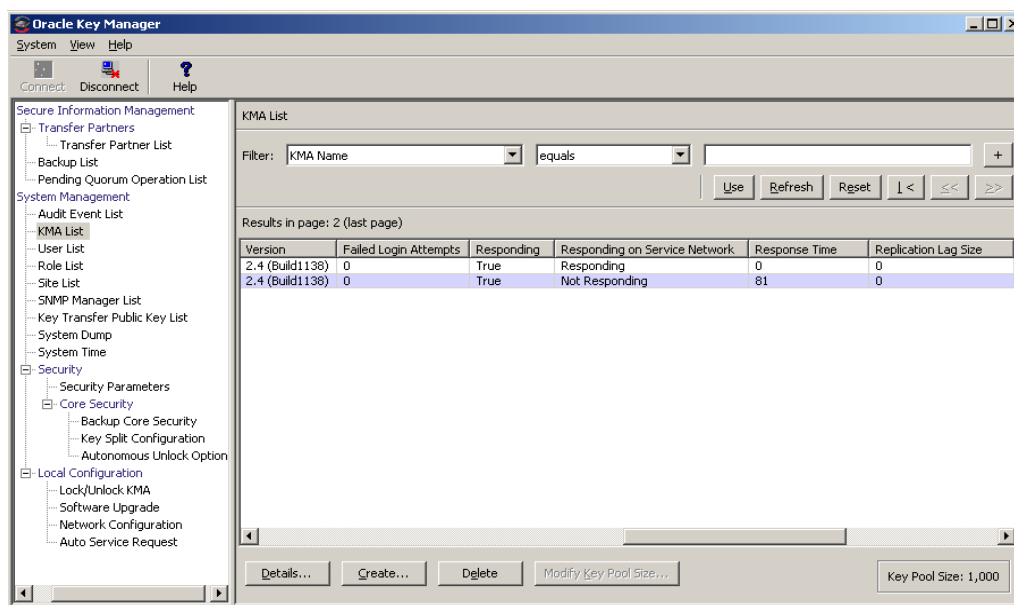 Oracle Key Manager
System View Help
Connect Disconnect Help
Secure Information Management
Transfer Partners
Transfer Partner List
Backup List
Pending Quorum Operation List
System Management
Audit Event List
KMA List
User List
Role List
Site List
SNMP Manager List
Key Transfer Public Key List
System Dump
System Time
Security
Security Parameters
Core Security
Backup Core Security
Key Split Configuration
Autonomous Unlock Option
Local Configuration
Lock/Unlock KMA
Software Upgrade
Network Configuration
Auto Service Request
KMA List
Filter: KMA Name equals +
Use Refresh Reset |< << >>
Results in page: 2 (last page)
Version Failed Login Attempts Responding Responding on Service Network Response Time Replication Lag Size
2.4 (Build1138) 0 True Responding 0 0
2.4 (Build1138) 0 True Not Responding 81 0
Details... Create... Delete Modify Key Pool Size... Key Pool Size: 1,000